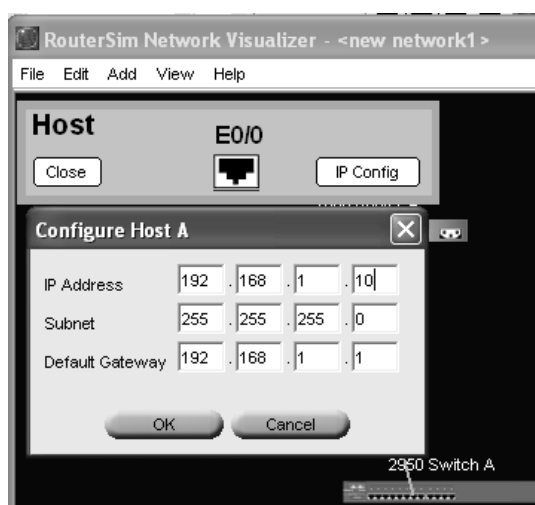 RouterSim Network Visualizer - <new network1>
File Edit Add View Help
Host
E0/0
Close
IP Config
Configure Host A
IP Address 192 . 168 . 1 . 10
Subnet 255 . 255 . 255 . 0
Default Gateway 192 . 168 . 1 . 1
OK Cancel
2950 Switch A